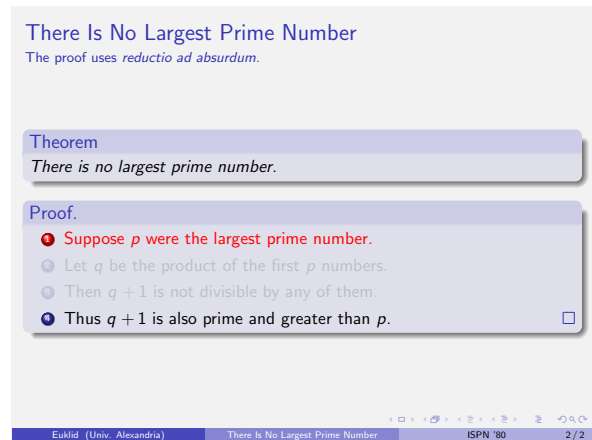 There Is No Largest Prime Number
The proof uses reductio ad absurdum.
Theorem
There is no largest prime number.
Proof.
1 Suppose p were the largest prime number.
2 Let q be the product of the first p numbers.
3 Then q + 1 is not divisible by any of them.
4 Thus q + 1 is also prime and greater than p. □
Euklid (Univ. Alexandria) There Is No Largest Prime Number ISPN '80 2 / 2